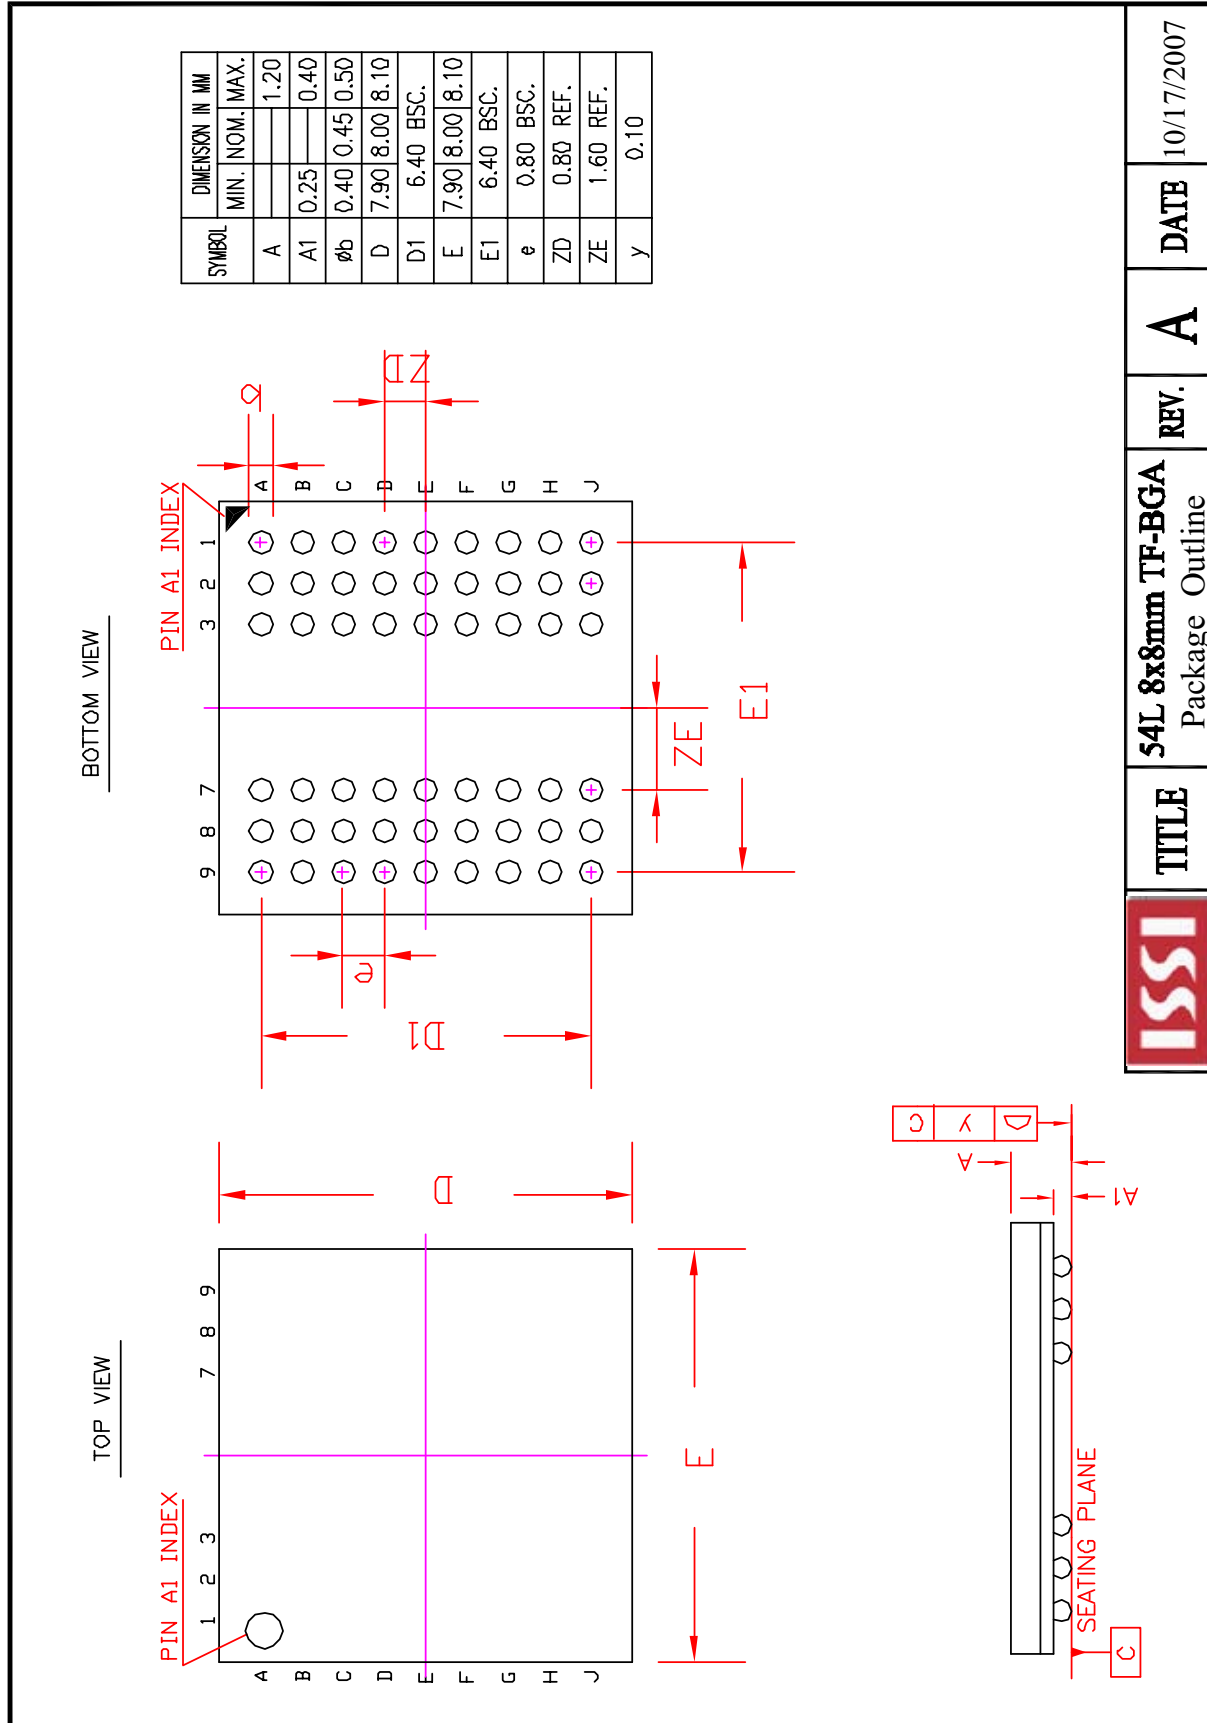 TOP VIEW
PIN A1 INDEX
1 2 3 7 8 9
A
B
C
D
E
F
G
H
J
D
E
BOTTOM VIEW
PIN A1 INDEX
9 8 7 3 2 1
A
B
C
D
E
F
G
H
J
b
ZD
e
D1
ZE
E1
SYMBOL DIMENSION IN MM
MIN. NOM. MAX.
A 1.20
A1 0.25 0.40
øb 0.40 0.45 0.50
D 7.90 8.00 8.10
D1 6.40 BSC.
E 7.90 8.00 8.10
E1 6.40 BSC.
e 0.80 BSC.
ZD 0.80 REF.
ZE 1.60 REF.
y 0.10
C y
A
A1
SEATING PLANE
C
ISSI
TITLE
54L 8x8mm TF-BGA
Package Outline
REV.
A
DATE
10/17/2007